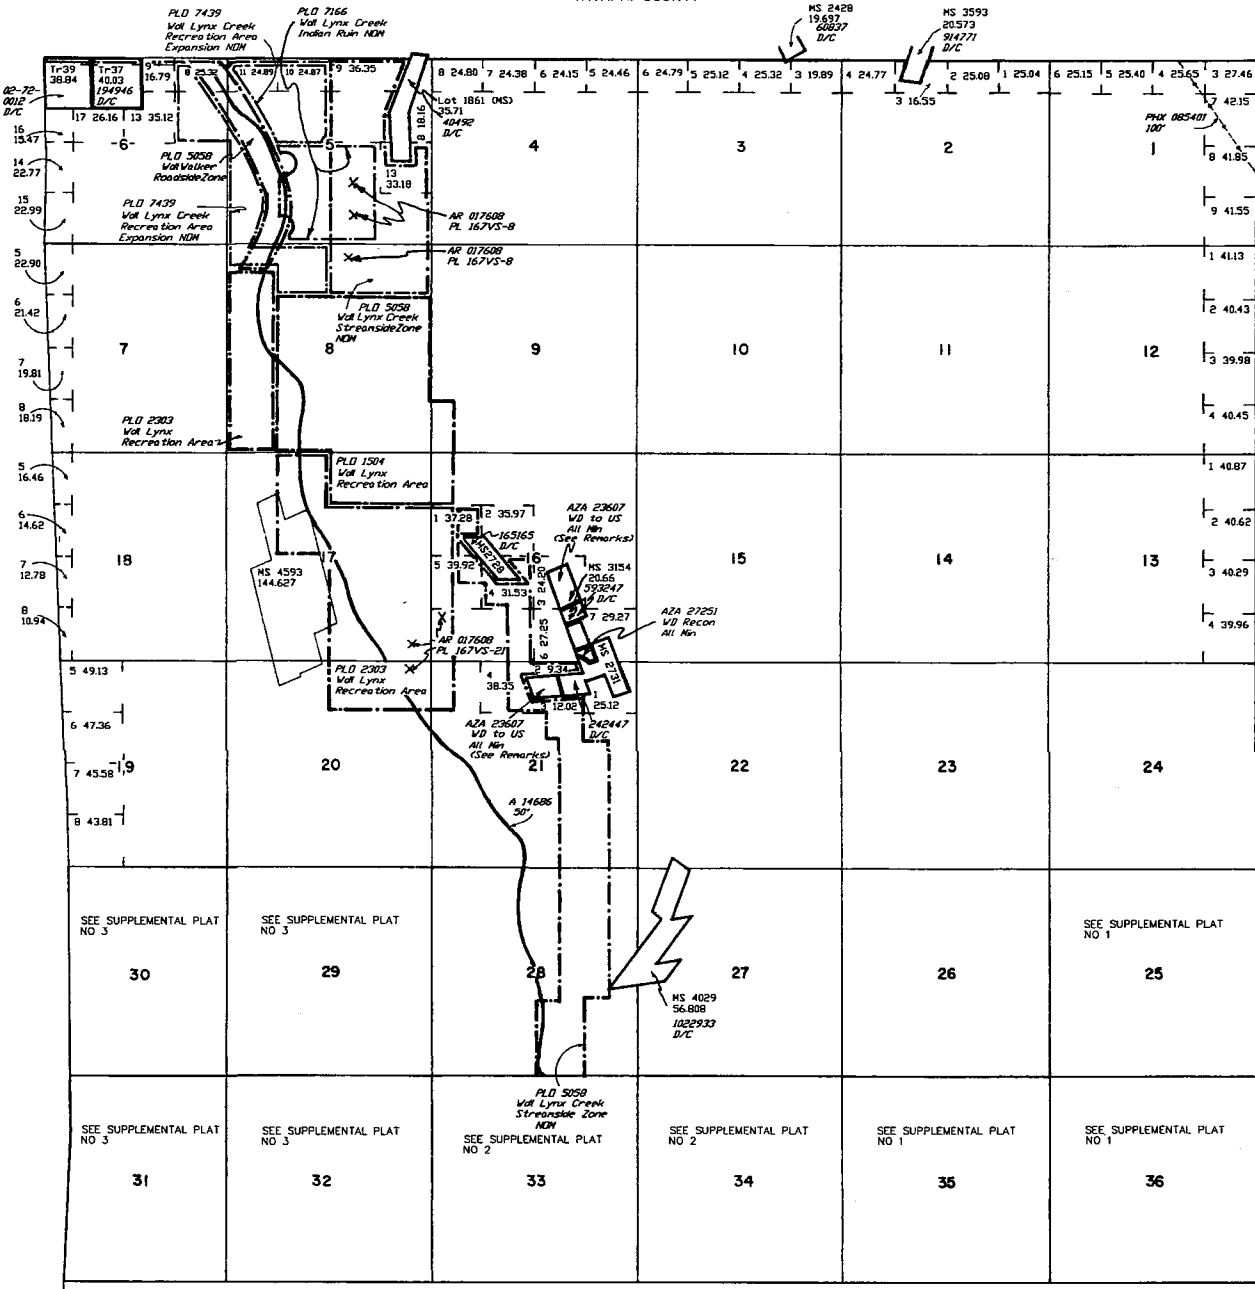 PLO 7439
Wdl Lynx Creek
Recreation Area
Expansion NOM
PLO 7166
Wdl Lynx Creek
Indian Ruin NOM
MS 2428
19.697
60837
D/C
MS 3593
20.573
914771
D/C
Tr39
38.84
Tr37
40.03
194946
D/C
9
16.79
8 25.32
11 24.89
10 24.87
9 36.35
8 24.80
7 24.38
6 24.15
5 24.46
6 24.79
5 25.12
4 25.32
3 19.89
4 24.77
3 16.55
2 25.08
1 25.04
6 25.15
5 25.40
4 25.65
3 27.46
02-72-
0012
D/C
17 26.16
13 35.12
Lot 1861 (MS)
35.71
40492
D/C
8 18.16
7 42.15
PHX 085401
100'
16
15.47
6
5
4
3
2
1
8 41.85
14
22.77
PLO 5058
Wdl Walker
Roadside Zone
13
33.18
15
22.99
PLO 7439
Wdl Lynx Creek
Recreation Area
Expansion NOM
AR 017608
PL 167VS-8
9 41.55
AR 017608
PL 167VS-8
5
22.90
1 41.13
6
21.42
PLO 5058
Wdl Lynx Creek
Streamside Zone
NOM
2 40.43
7
8
9
10
11
12
7
19.81
3 39.98
8
18.19
PLO 2303
Wdl Lynx
Recreation Area
4 40.45
5
16.46
PLO 1504
Wdl Lynx
Recreation Area
1 40.87
6
14.62
1 37.28
2 35.97
AZA 23607
WD to US
All Min
(See Remarks)
2 40.62
165165
D/C
MS2728
18
17
16
15
14
13
7
12.78
MS 4593
144.627
5 39.92
4 31.53
3 24.20
MS 3154
20.66
593247
D/C
3 40.29
8
10.94
7 29.27
AZA 27251
WD Recon
All Min
4 39.96
AR 017608
PL 167VS-21
6 27.25
MS 2731
5 49.13
PLO 2303
Wdl Lynx
Recreation Area
4
38.35
2 9.34
3 12.02
1
25.12
6 47.36
AZA 23607
WD to US
All Min
(See Remarks)
242447
D/C
7 45.58
19
20
21
22
23
24
8 43.81
A 14686
50'
SEE SUPPLEMENTAL PLAT
NO 3
SEE SUPPLEMENTAL PLAT
NO 3
SEE SUPPLEMENTAL PLAT
NO 1
30
29
28
27
26
25
MS 4029
56.808
1022933
D/C
PLO 5058
Wdl Lynx Creek
Streamside Zone
NOM
SEE SUPPLEMENTAL PLAT
NO 3
SEE SUPPLEMENTAL PLAT
NO 3
SEE SUPPLEMENTAL PLAT
NO 2
SEE SUPPLEMENTAL PLAT
NO 2
SEE SUPPLEMENTAL PLAT
NO 1
SEE SUPPLEMENTAL PLAT
NO 1
31
32
33
34
35
36